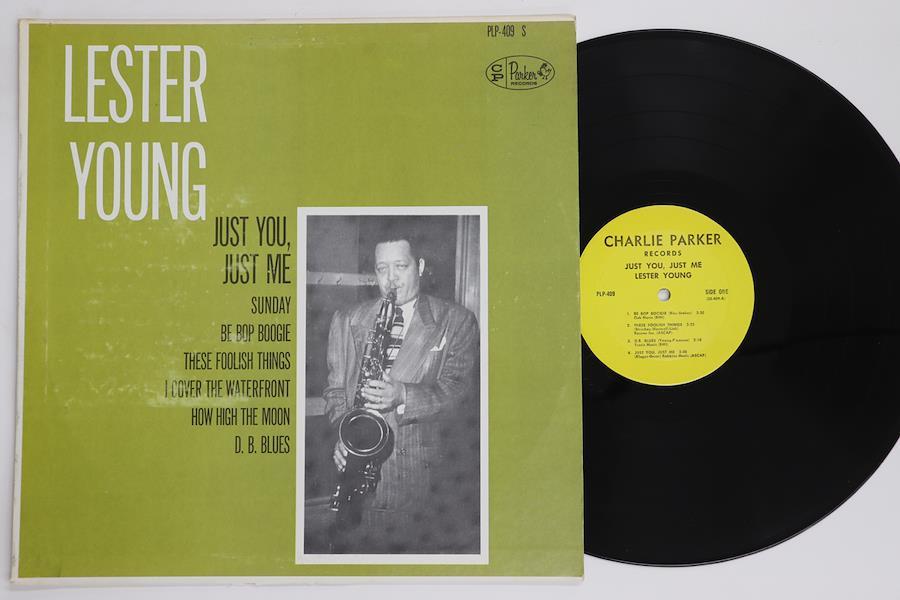 PLP-409 S
LESTER
YOUNG
CP Parker
RECORDS
JUST YOU,
JUST ME
SUNDAY
BE BOP BOOGIE
THESE FOOLISH THINGS
I COVER THE WATERFRONT
HOW HIGH THE MOON
D. B. BLUES
CHARLIE PARKER
RECORDS
JUST YOU, JUST ME
LESTER YOUNG
PLP-409 SIDE ONE
1. BE BOP BOOGIE
2. THESE FOOLISH THINGS 3:25
3. D.B. BLUES
4. JUST YOU, JUST ME